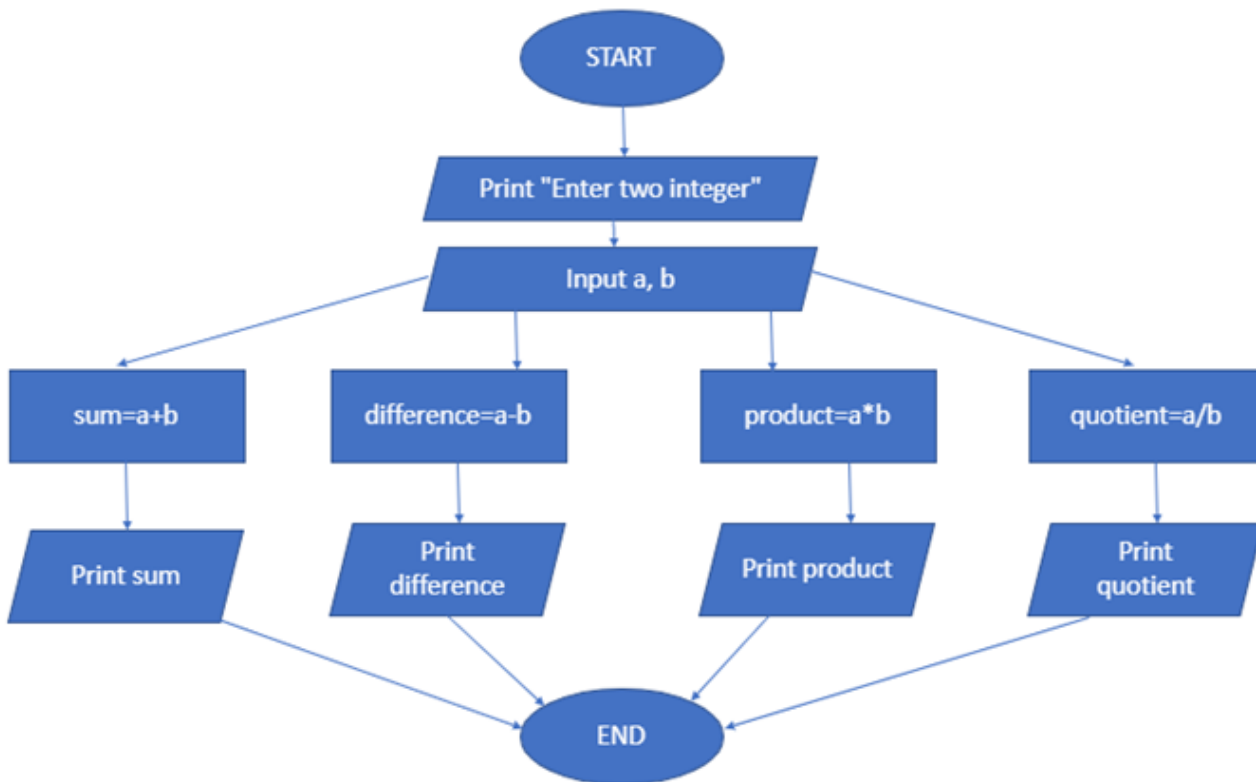 START
Print "Enter two integer"
Input a, b
sum=a+b
difference=a-b
product=a*b
quotient=a/b
Print sum
Print
difference
Print product
Print
quotient
END